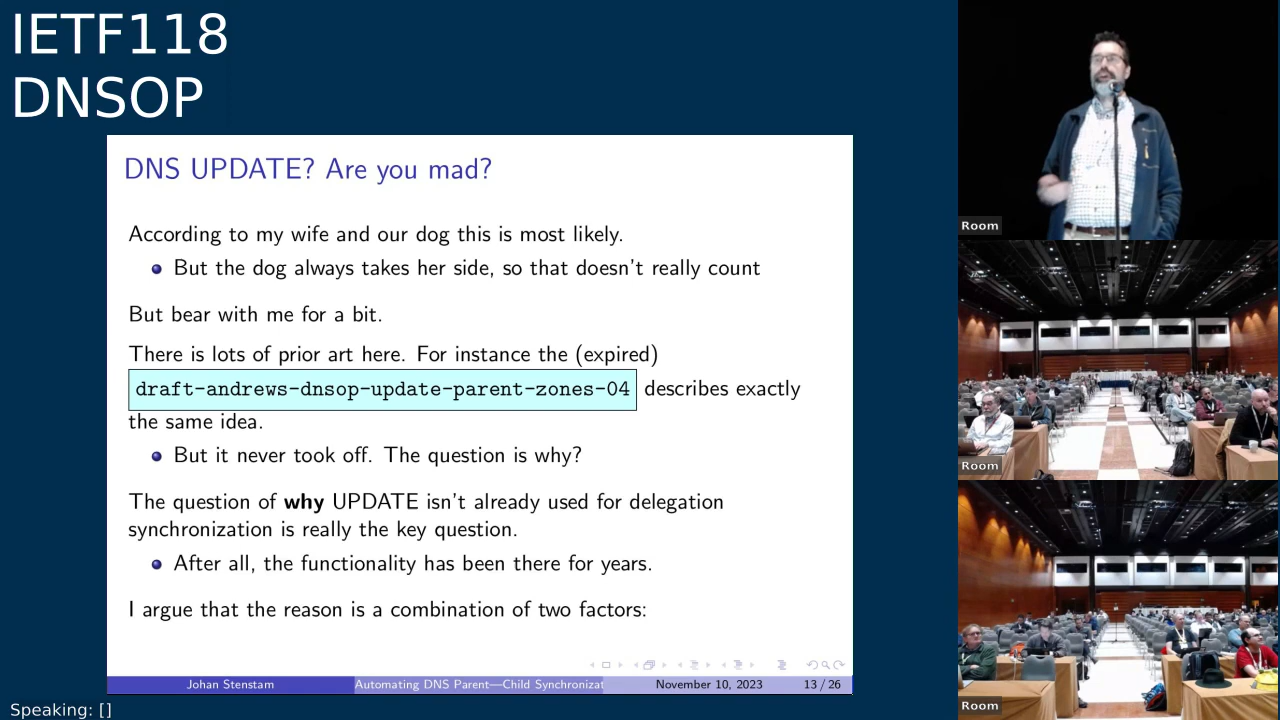 IETF118
DNSOP
DNS UPDATE? Are you mad?
According to my wife and our dog this is most likely.
But the dog always takes her side, so that doesn't really count
But bear with me for a bit.
There is lots of prior art here. For instance the (expired)
draft-andrews-dnsop-update-parent-zones-04 describes exactly
the same idea.
But it never took off. The question is why?
The question of why UPDATE isn't already used for delegation
synchronization is really the key question.
After all, the functionality has been there for years.
I argue that the reason is a combination of two factors:
Johan Stenstam Automating DNS Parent—Child Synchronizat November 10, 2023 13 / 26
Room
Room
Room
Speaking: []